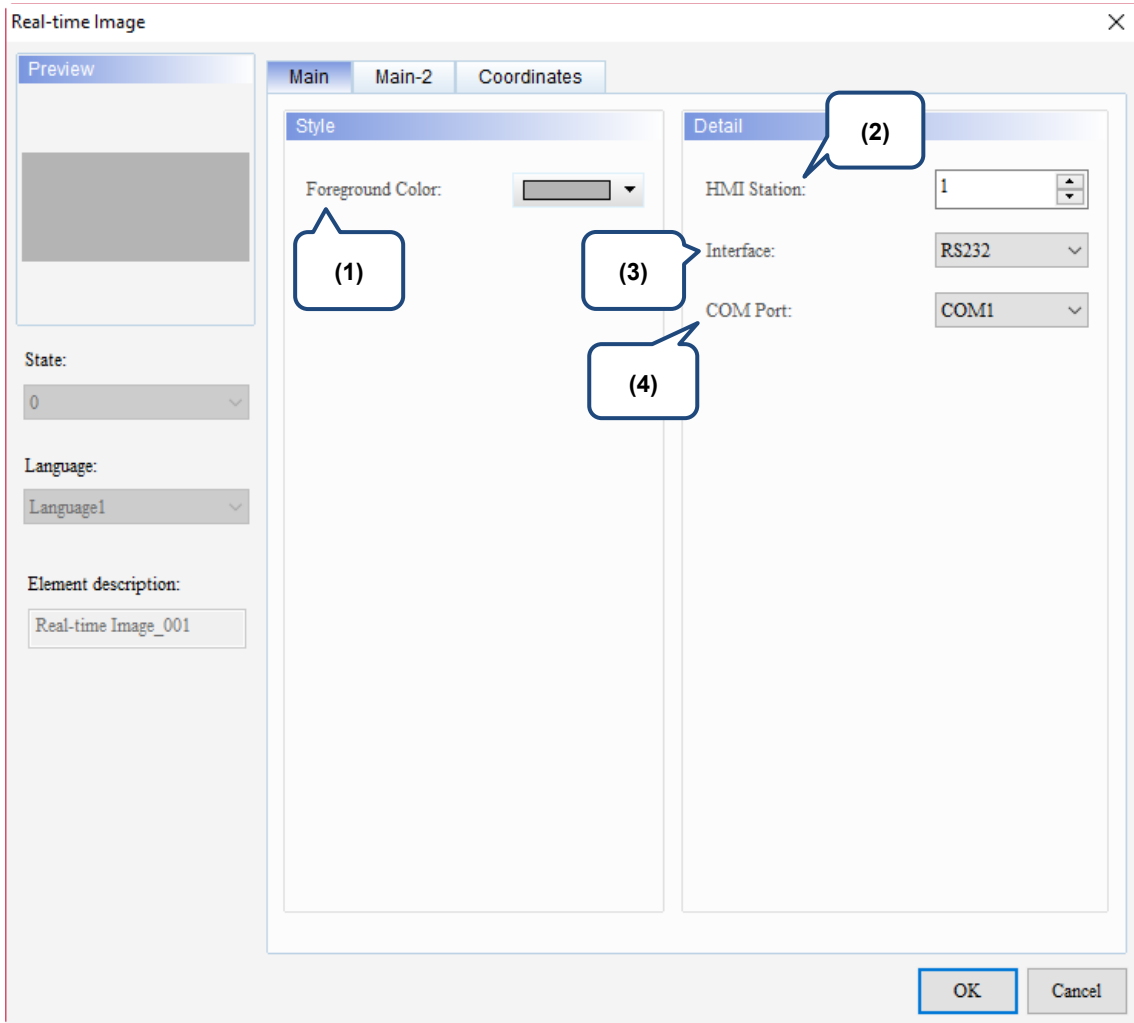 Real-time Image
Preview
Main Main-2 Coordinates
Style
Detail
(2)
Foreground Color:
HMI Station: 1
(1)
(3)
Interface: RS232
COM Port: COM1
(4)
State:
0
Language:
Language1
Element description:
Real-time Image_001
OK Cancel